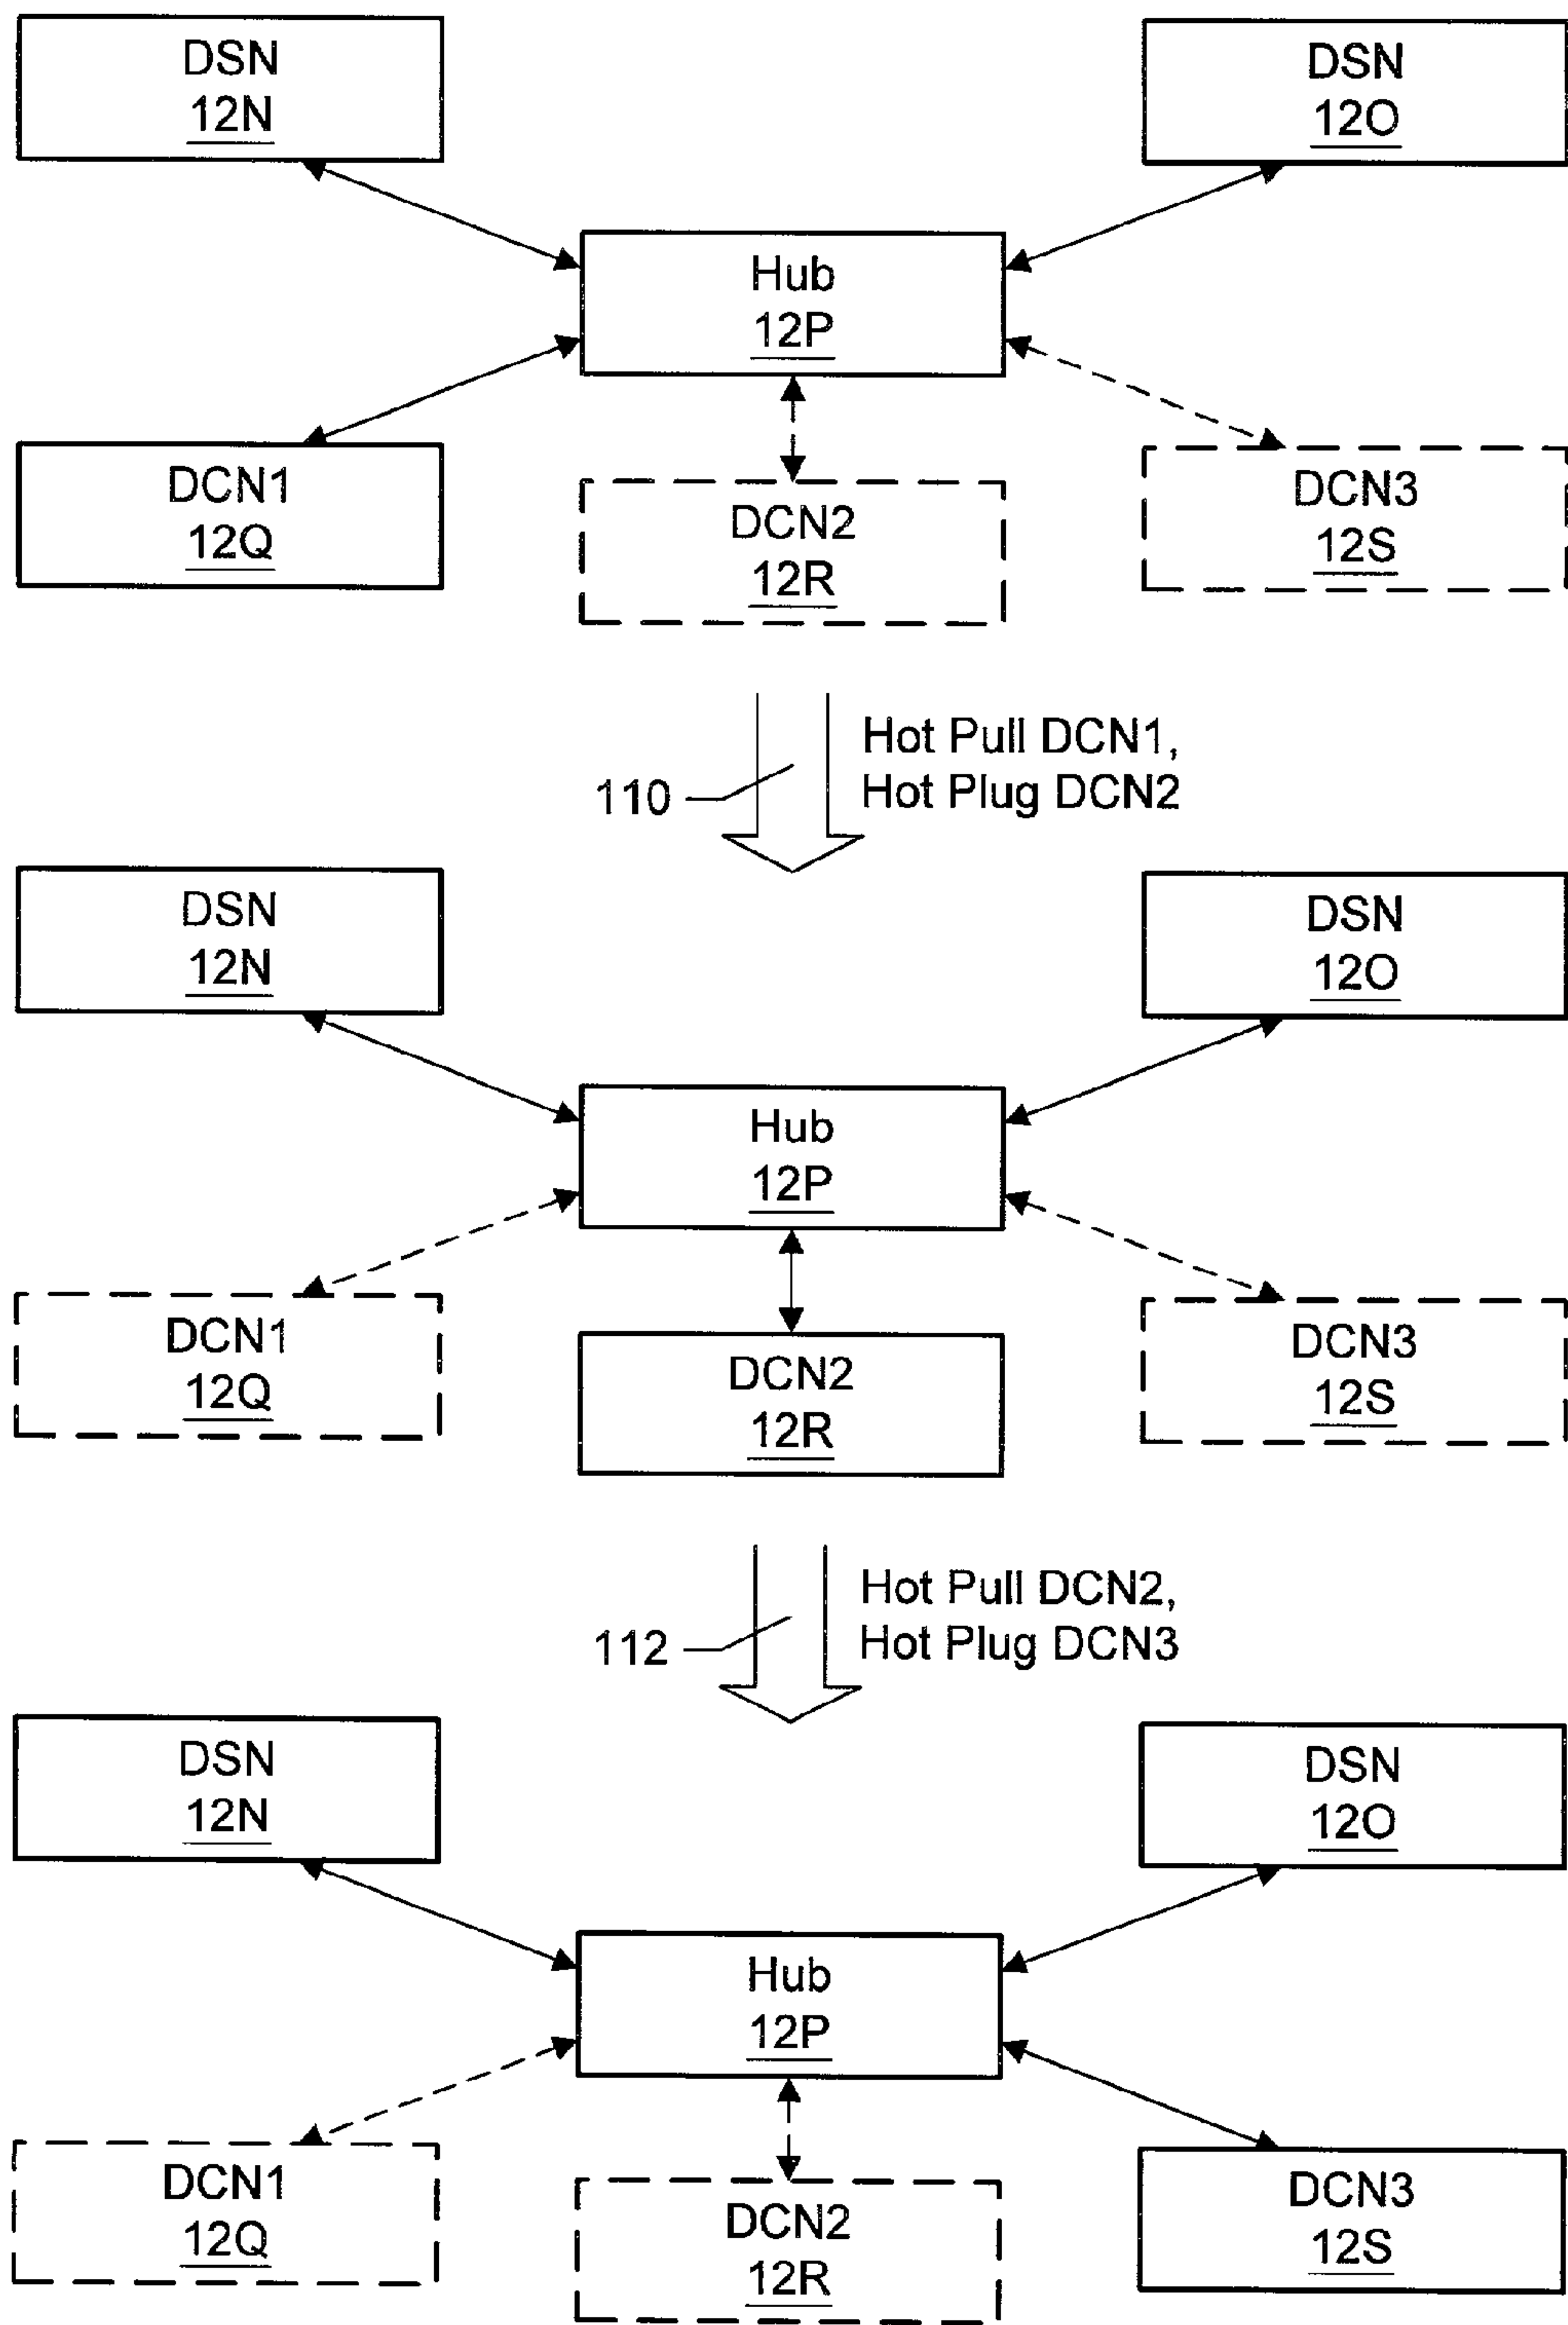 DSN
12N
DSN
12O
Hub
12P
DCN1
12Q
DCN2
12R
DCN3
12S
110
Hot Pull DCN1,
Hot Plug DCN2
DSN
12N
DSN
12O
Hub
12P
DCN1
12Q
DCN2
12R
DCN3
12S
112
Hot Pull DCN2,
Hot Plug DCN3
DSN
12N
DSN
12O
Hub
12P
DCN1
12Q
DCN2
12R
DCN3
12S